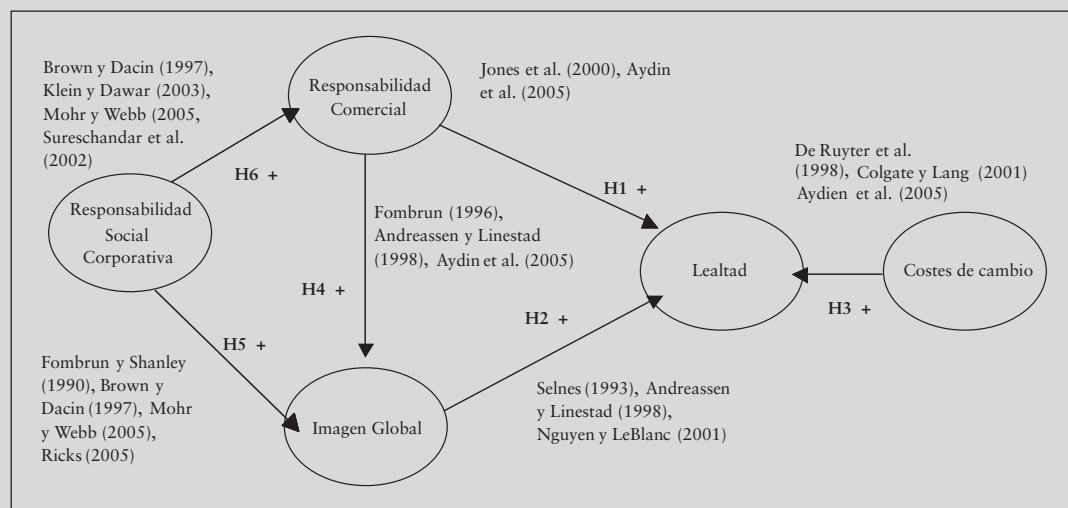 Brown y Dacin (1997),
Klein y Dawar (2003),
Mohr y Webb (2005,
Sureschandar et al.
(2002)
Responsabilidad
Comercial
Jones et al. (2000), Aydin
et al. (2005)
H6 +
H1 +
De Ruyter et al.
(1998), Colgate y Lang (2001)
Aydien et al. (2005)
Responsabilidad
Social
Corporativa
Fombrun (1996),
Andreassen y Linestad
(1998), Aydin et al. (2005)
H4 +
Lealtad
Costes de cambio
H3 +
H2 +
H5 +
Fombrun y Shanley
(1990), Brown y
Dacin (1997), Mohr
y Webb (2005),
Ricks (2005)
Imagen Global
Selnes (1993), Andreassen
y Linestad (1998),
Nguyen y LeBlanc (2001)